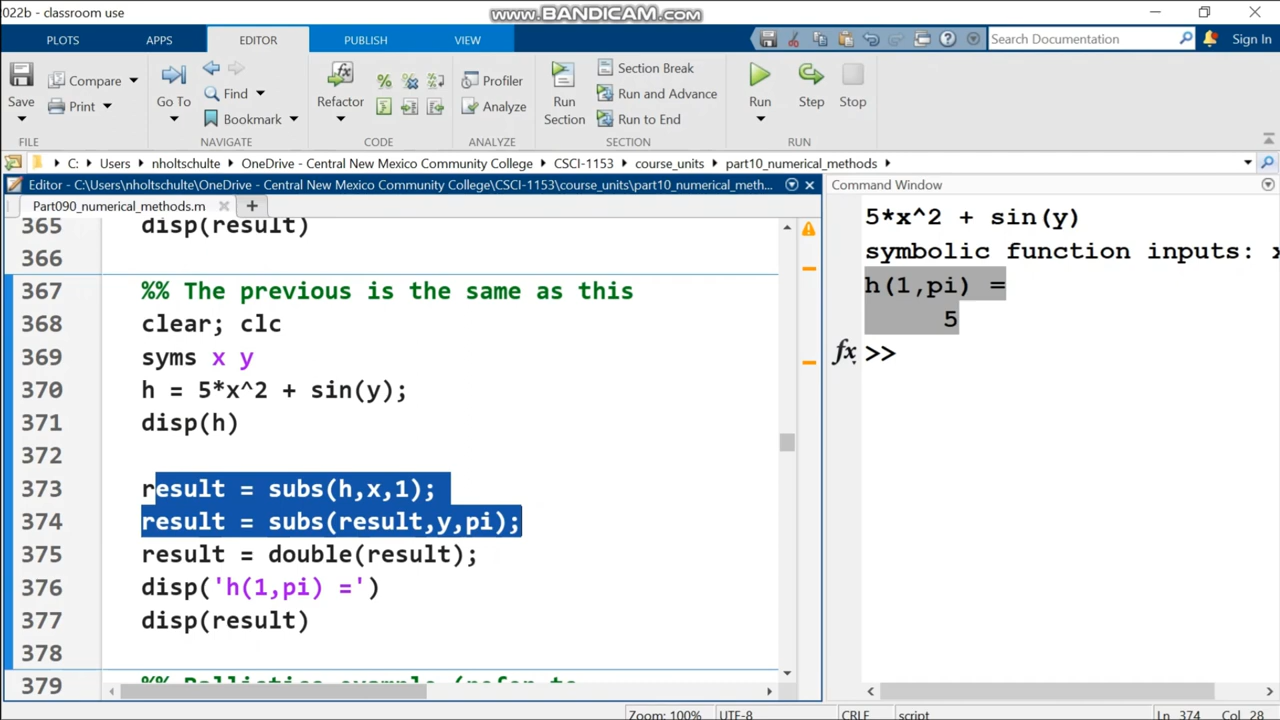 2022b - classroom use
www.BANDICAM.com
PLOTS APPS EDITOR PUBLISH VIEW
Search Documentation
Sign In
Save
Compare
Print
FILE
Go To
Find
Bookmark
NAVIGATE
Refactor
CODE
Profiler
Analyze
ANALYZE
Run
Section
Section Break
Run and Advance
Run to End
SECTION
Run
Step
Stop
RUN
C: Users nholtschulte OneDrive - Central New Mexico Community College CSCI-1153 course_units part10_numerical_methods
Editor - C:\Users\nholtschulte\OneDrive - Central New Mexico Community College\CSCI-1153\course_units\part10_numerical_meth...
Part090_numerical_methods.m
365 disp(result)
366
367 %% The previous is the same as this
368 clear; clc
369 syms x y
370 h = 5*x^2 + sin(y);
371 disp(h)
372
373 result = subs(h,x,1);
374 result = subs(result,y,pi);
375 result = double(result);
376 disp('h(1,pi) =')
377 disp(result)
378
379 %% Ballistics example (refer to
Command Window
5*x^2 + sin(y)
symbolic function inputs: x
h(1,pi) =
5
fx >>
Zoom: 100% UTF-8 CRLF script Ln 374 Col 28